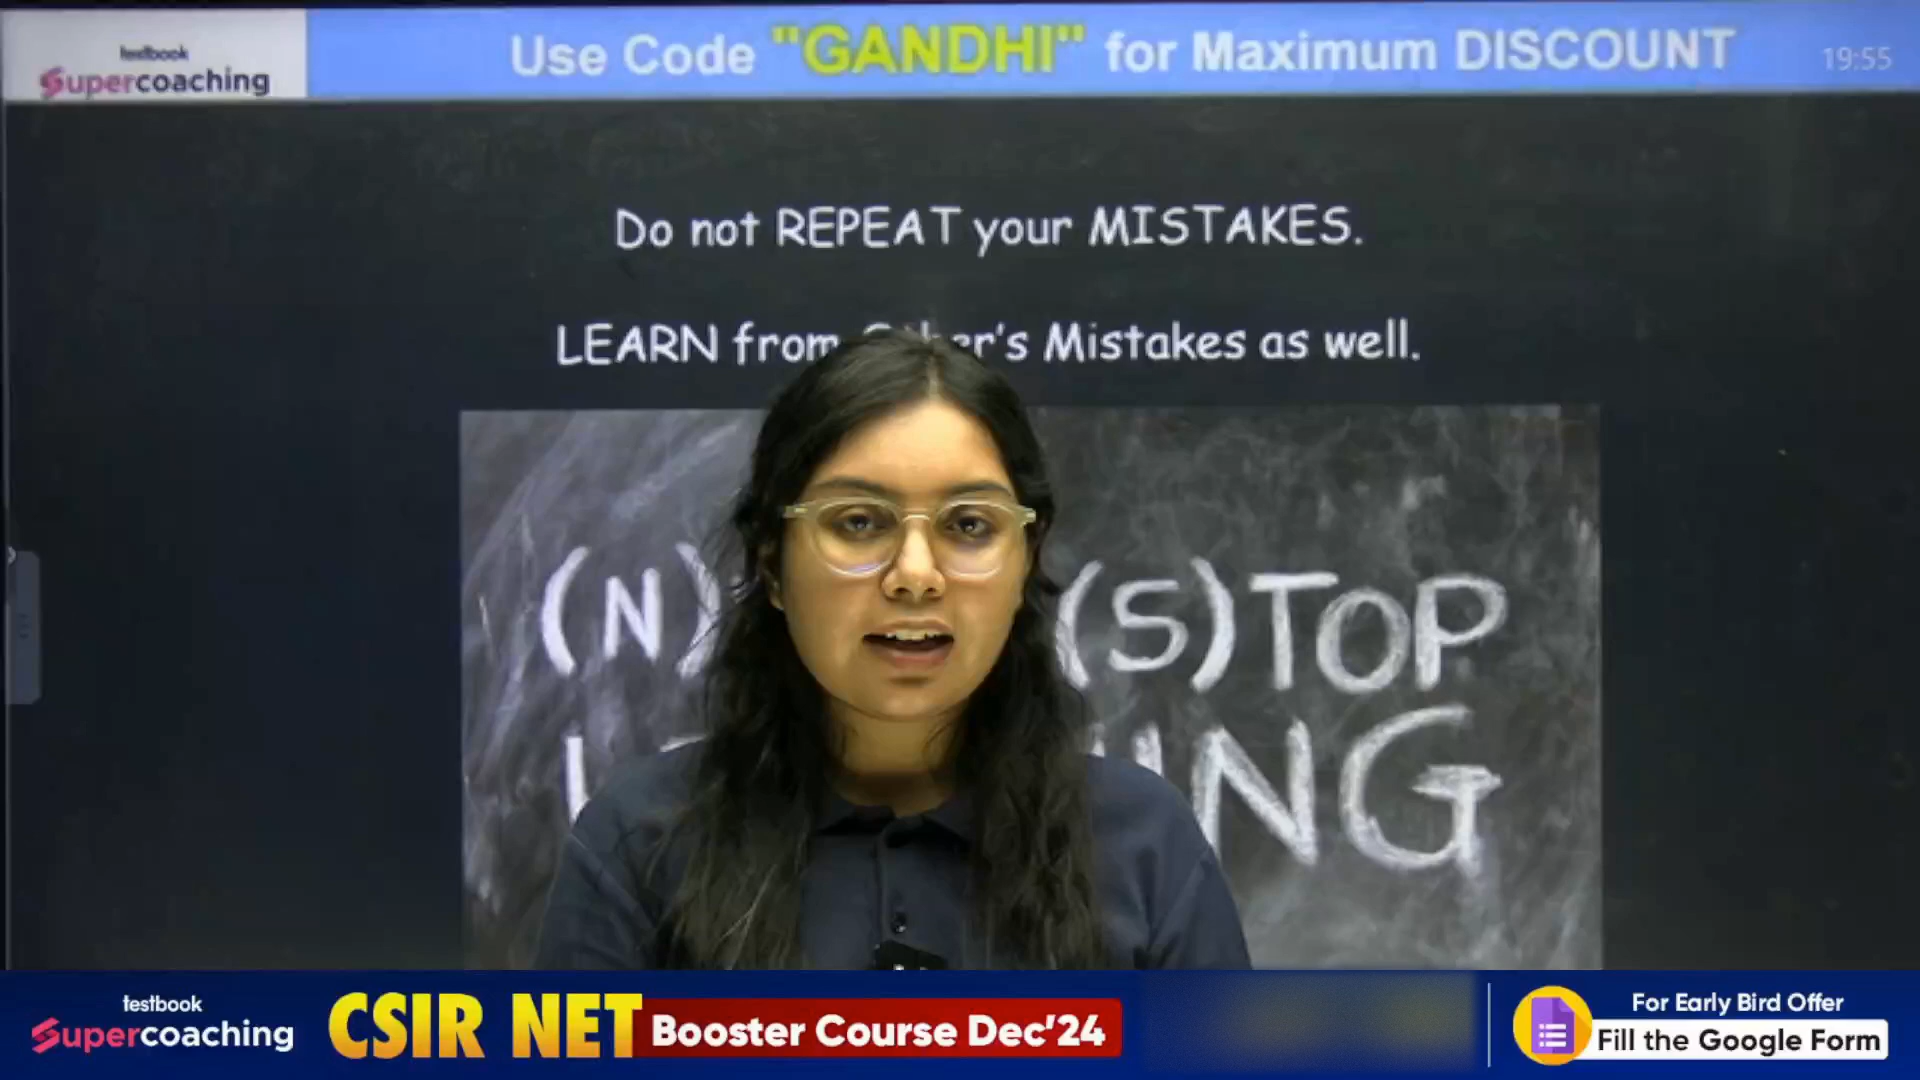 testbook
Supercoaching
Use Code "GANDHI" for Maximum DISCOUNT
19:55
Do not REPEAT your MISTAKES.
LEARN from Other's Mistakes as well.
(N) (S)TOP
testbook
Supercoaching
CSIR NET
Booster Course Dec'24
For Early Bird Offer
Fill the Google Form